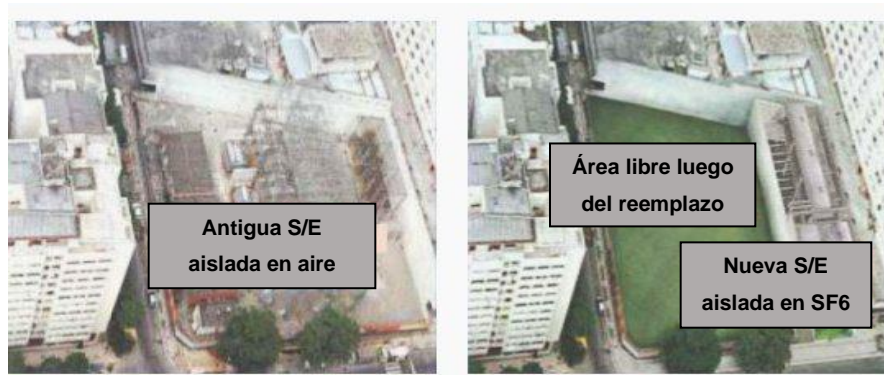 Antigua S/E
aislada en aire
Área libre luego
del reemplazo
Nueva S/E
aislada en SF6